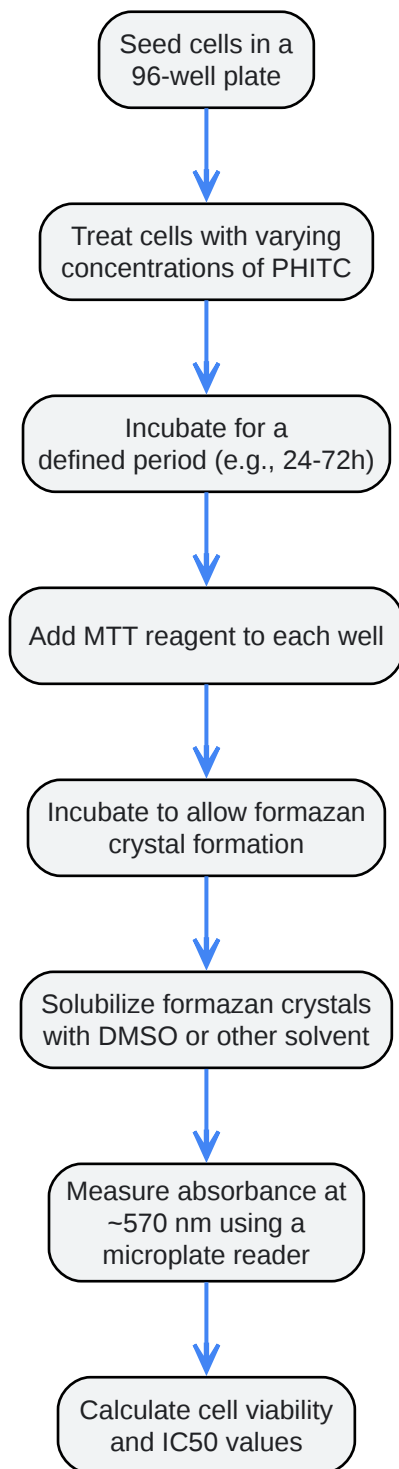 Seed cells in a
96-well plate
Treat cells with varying
concentrations of PHITC
Incubate for a
defined period (e.g., 24-72h)
Add MTT reagent to each well
Incubate to allow formazan
crystal formation
Solubilize formazan crystals
with DMSO or other solvent
Measure absorbance at
~570 nm using a
microplate reader
Calculate cell viability
and IC50 values